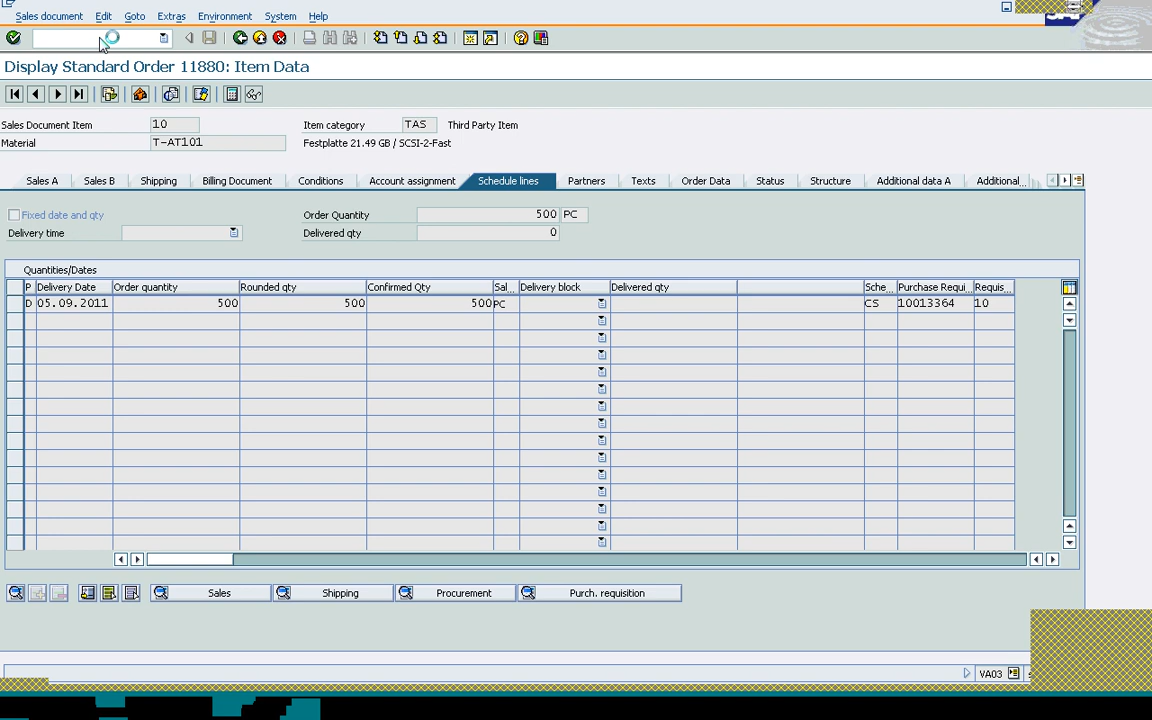 Sales document Edit Goto Extras Environment System Help
Display Standard Order 11880: Item Data
Sales Document Item 10 Item category TAS Third Party Item
Material T-AT101 Festplatte 21.49 GB / SCSI-2-Fast
Sales A Sales B Shipping Billing Document Conditions Account assignment Schedule lines Partners Texts Order Data Status Structure Additional data A Additional...
Fixed date and qty Order Quantity 500 PC
Delivery time Delivered qty 0
Quantities/Dates
P Delivery Date Order quantity Rounded qty Confirmed Qty Sal... Delivery block Delivered qty Sche... Purchase Requi... Requis...
D 05.09.2011 500 500 500 PC CS 10013364 10
Sales Shipping Procurement Purch. requisition
VA03